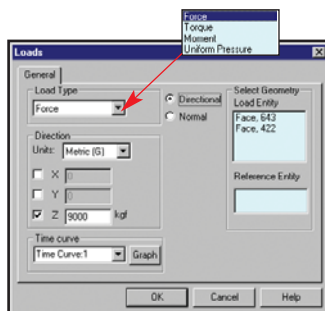 Force
Torque
Moment
Uniform Pressure
Loads
General
Load Type
Force
Directional
Normal
Select Geometry
Load Entity
Face, 643
Face, 422
Direction
Units: Metric (G)
X 0
Y 0
Z 9000 kgf
Reference Entity
Time curve
Time Curve:1 Graph
OK Cancel Help